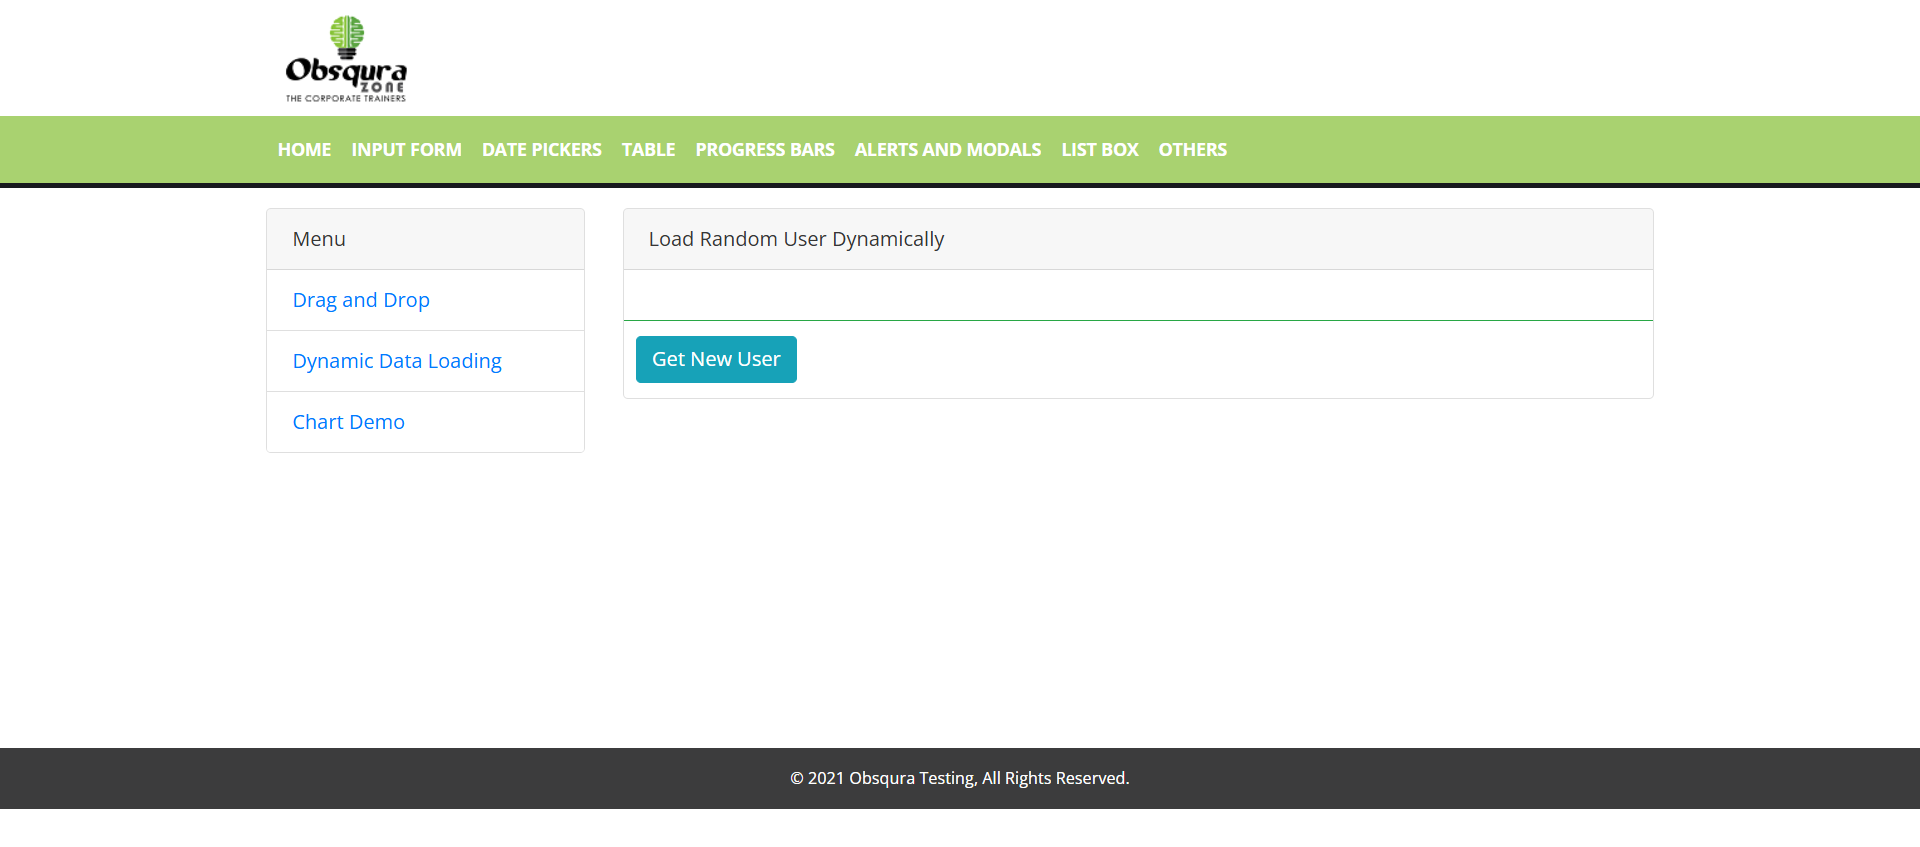 Obsqura
ZONE
THE CORPORATE TRAINERS
HOME INPUT FORM DATE PICKERS TABLE PROGRESS BARS ALERTS AND MODALS LIST BOX OTHERS
Menu
Drag and Drop
Dynamic Data Loading
Chart Demo
Load Random User Dynamically
Get New User
© 2021 Obsqura Testing, All Rights Reserved.